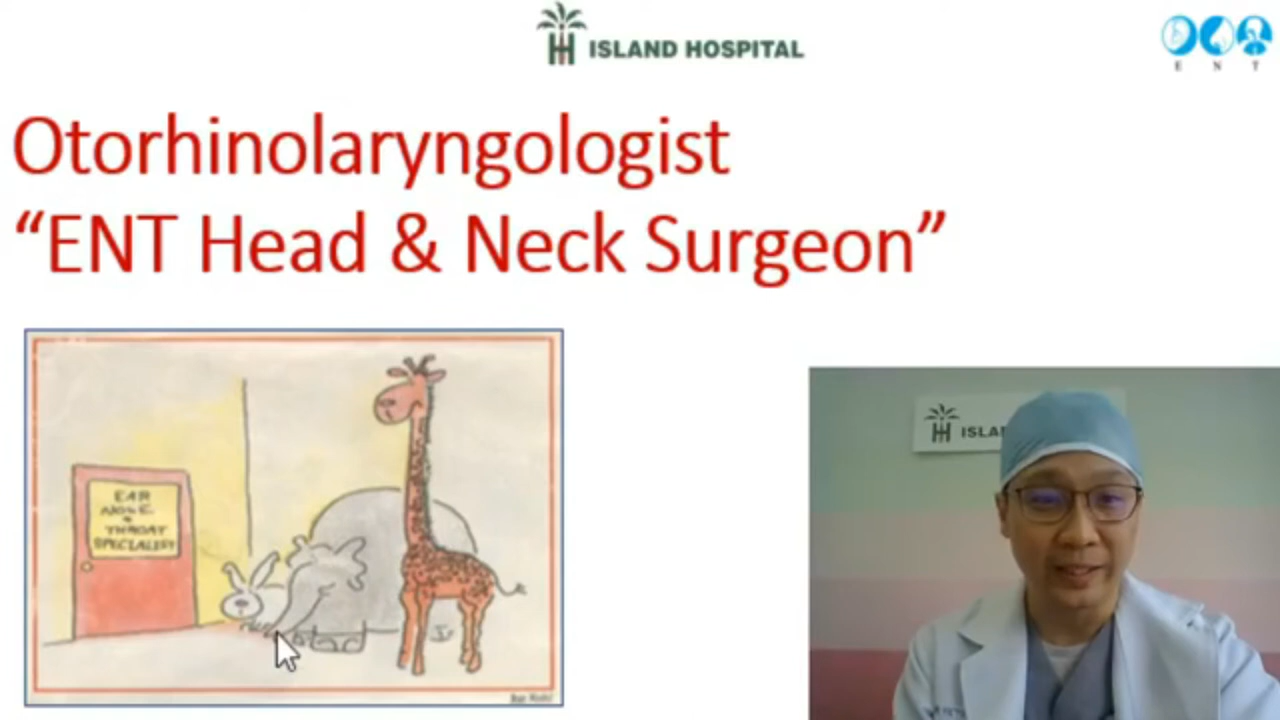 ISLAND HOSPITAL
E N T
Otorhinolaryngologist
“ENT Head & Neck Surgeon”
EAR
NOSE
+
THROAT
SPECIALIST
ISLA